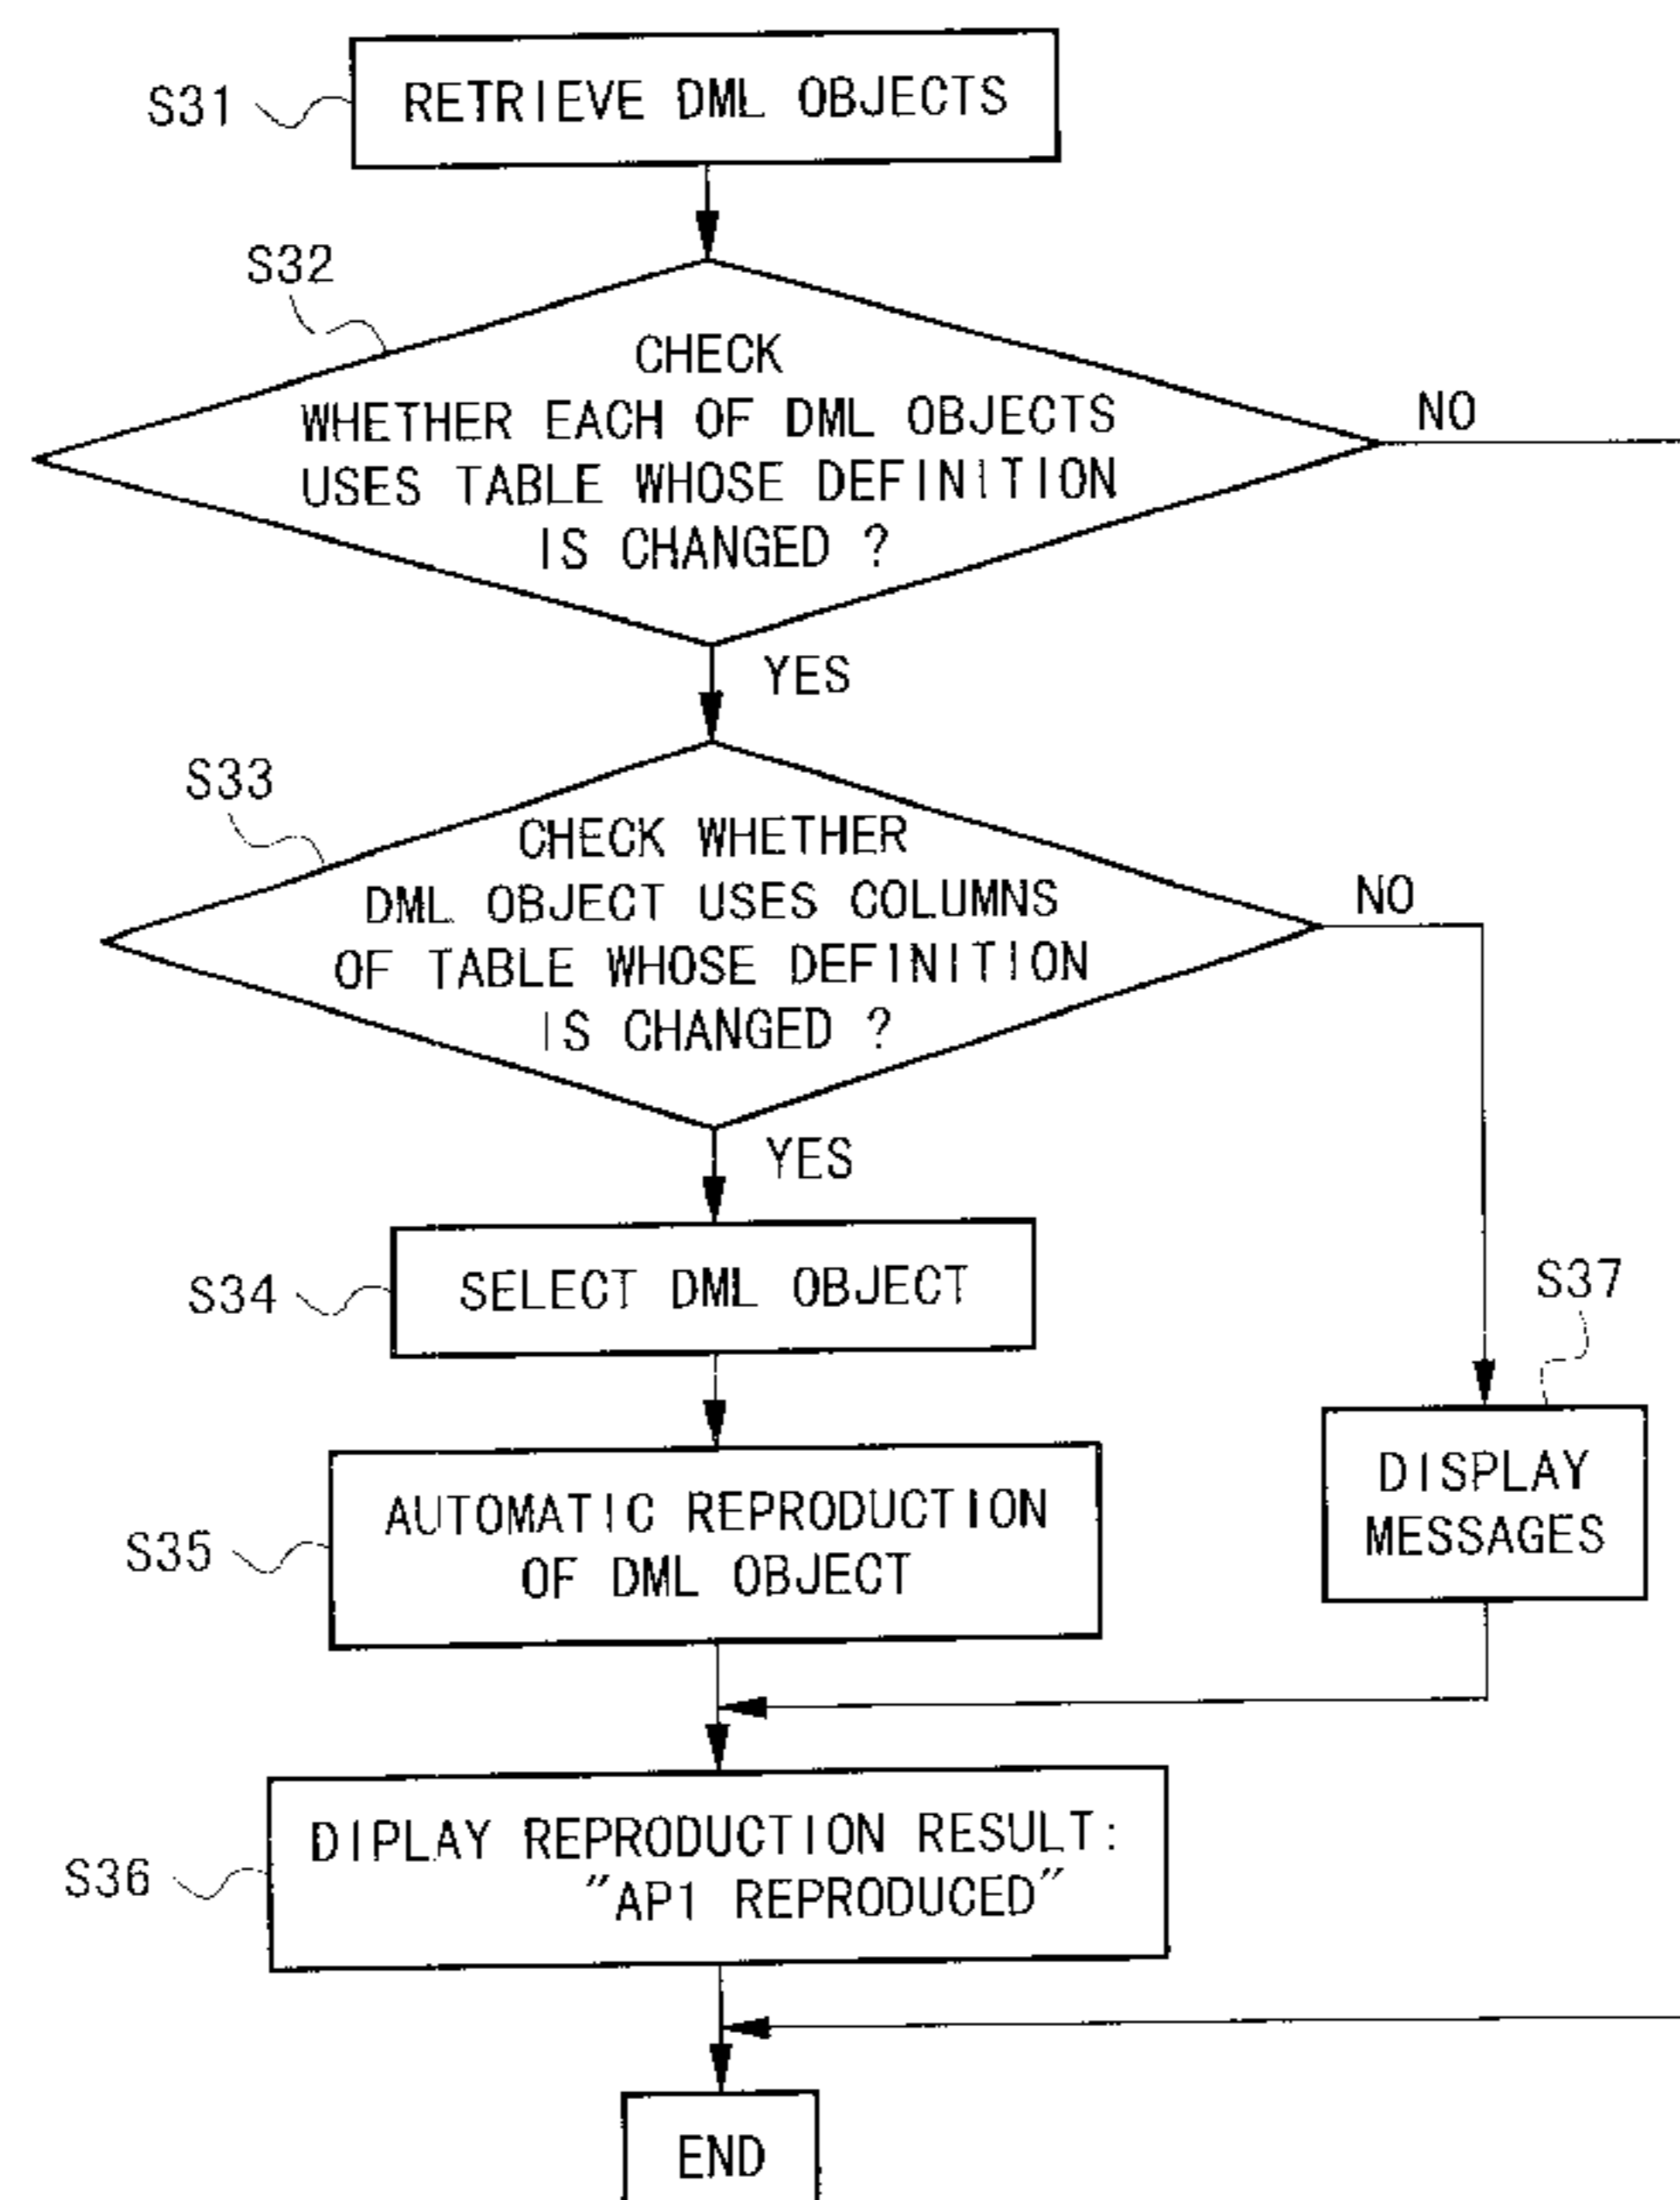 S31
RETRIEVE DML OBJECTS
S32
CHECK
WHETHER EACH OF DML OBJECTS
USES TABLE WHOSE DEFINITION
IS CHANGED ?
NO
YES
S33
CHECK WHETHER
DML OBJECT USES COLUMNS
OF TABLE WHOSE DEFINITION
IS CHANGED ?
NO
YES
S34
SELECT DML OBJECT
S37
DISPLAY
MESSAGES
S35
AUTOMATIC REPRODUCTION
OF DML OBJECT
S36
DIPLAY REPRODUCTION RESULT:
"AP1 REPRODUCED"
END